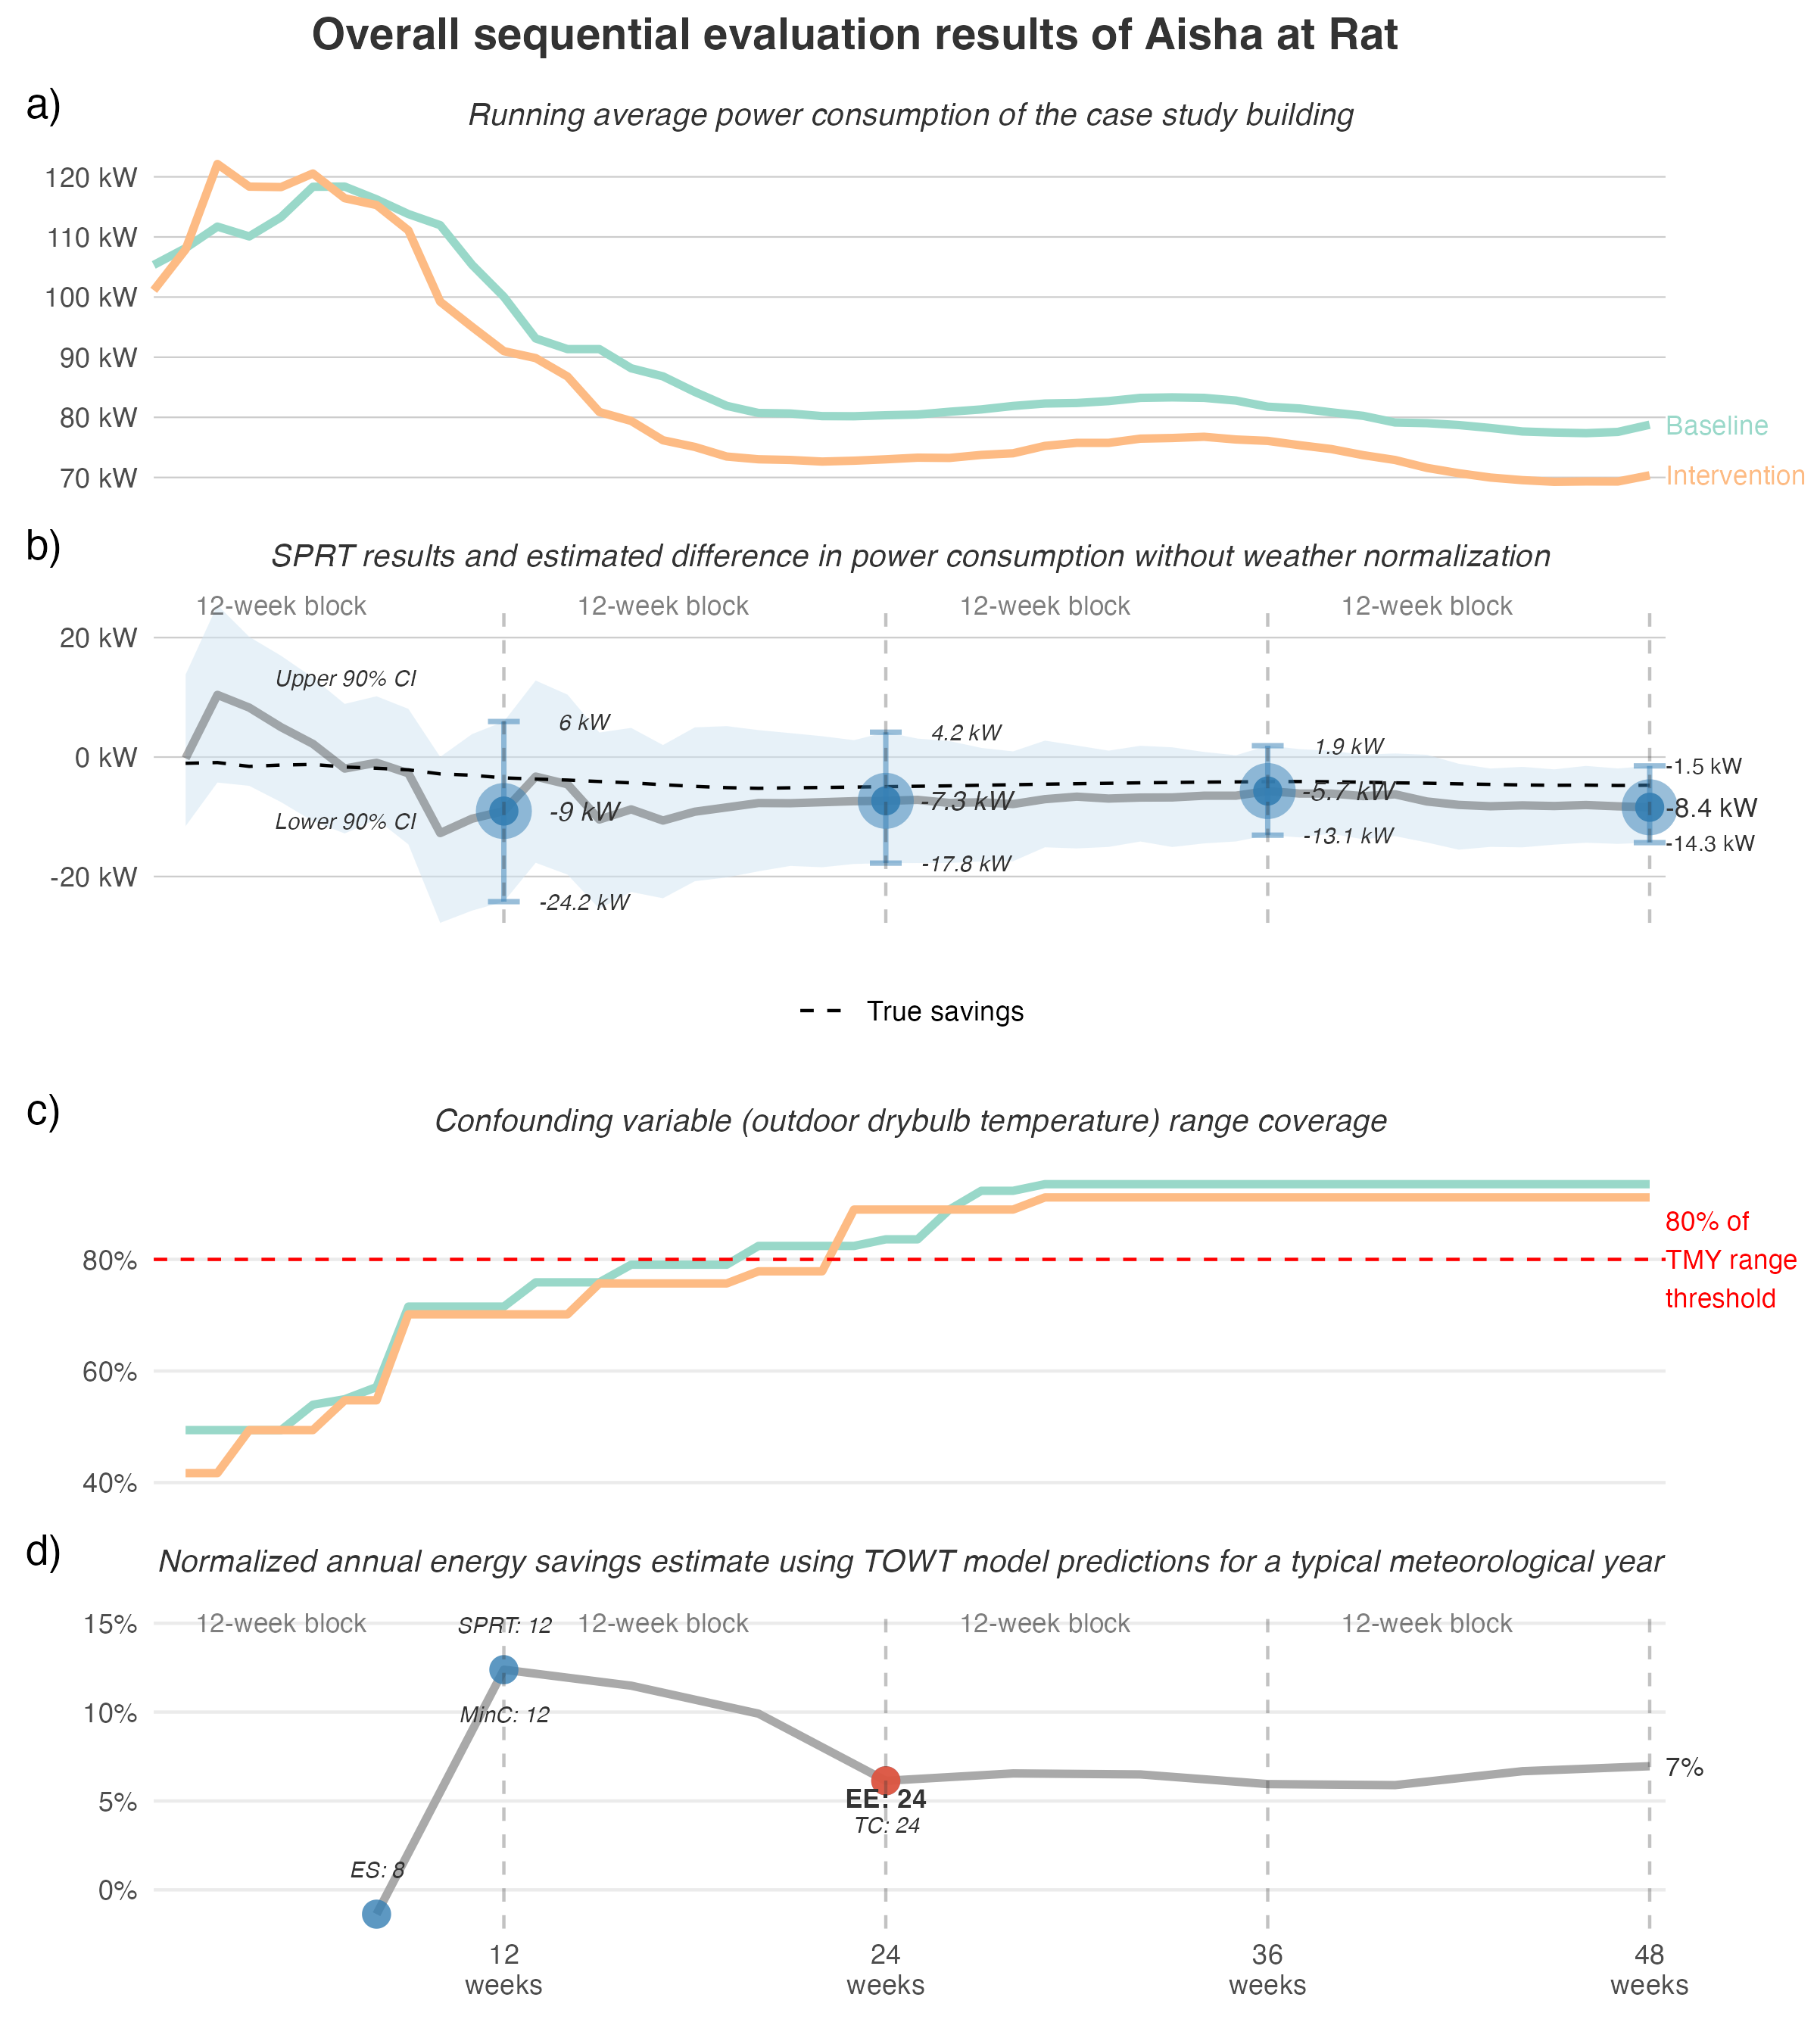 Overall sequential evaluation results of Aisha at Rat
a)
Running average power consumption of the case study building
120 kW
110 kW
100 kW
90 kW
80 kW
70 kW
Baseline
Intervention
b)
SPRT results and estimated difference in power consumption without weather normalization
12-week block 12-week block 12-week block 12-week block
20 kW
0 kW
-20 kW
Upper 90% CI
Lower 90% CI
6 kW
-9 kW
-24.2 kW
4.2 kW
-7.3 kW
-17.8 kW
1.9 kW
-5.7 kW
-13.1 kW
-1.5 kW
-8.4 kW
-14.3 kW
True savings
c)
Confounding variable (outdoor drybulb temperature) range coverage
80%
60%
40%
80% of
TMY range
threshold
d)
Normalized annual energy savings estimate using TOWT model predictions for a typical meteorological year
12-week block 12-week block 12-week block 12-week block
15%
10%
5%
0%
SPRT: 12
MinC: 12
ES: 8
EE: 24
TC: 24
7%
12
weeks
24
weeks
36
weeks
48
weeks